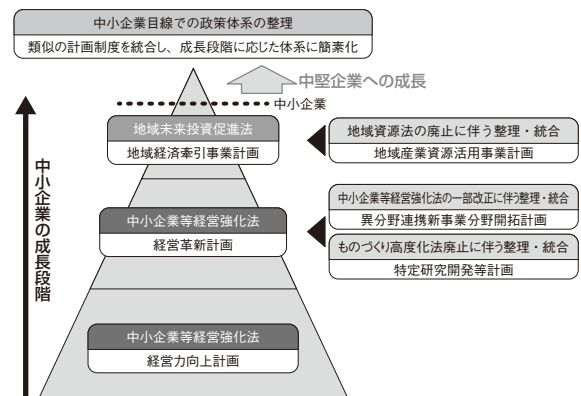 中小企業目線での政策体系の整理
類似の計画制度を統合し、成長段階に応じた体系に簡素化
中堅企業への成長
中小企業
地域未来投資促進法
地域経済牽引事業計画
地域資源法の廃止に伴う整理・統合
地域産業資源活用事業計画
中小企業等経営強化法の一部改正に伴う整理・統合
異分野連携新事業分野開拓計画
中小企業等経営強化法
経営革新計画
ものづくり高度化法廃止に伴う整理・統合
特定研究開発等計画
中小企業等経営強化法
経営力向上計画
中小企業の成長段階